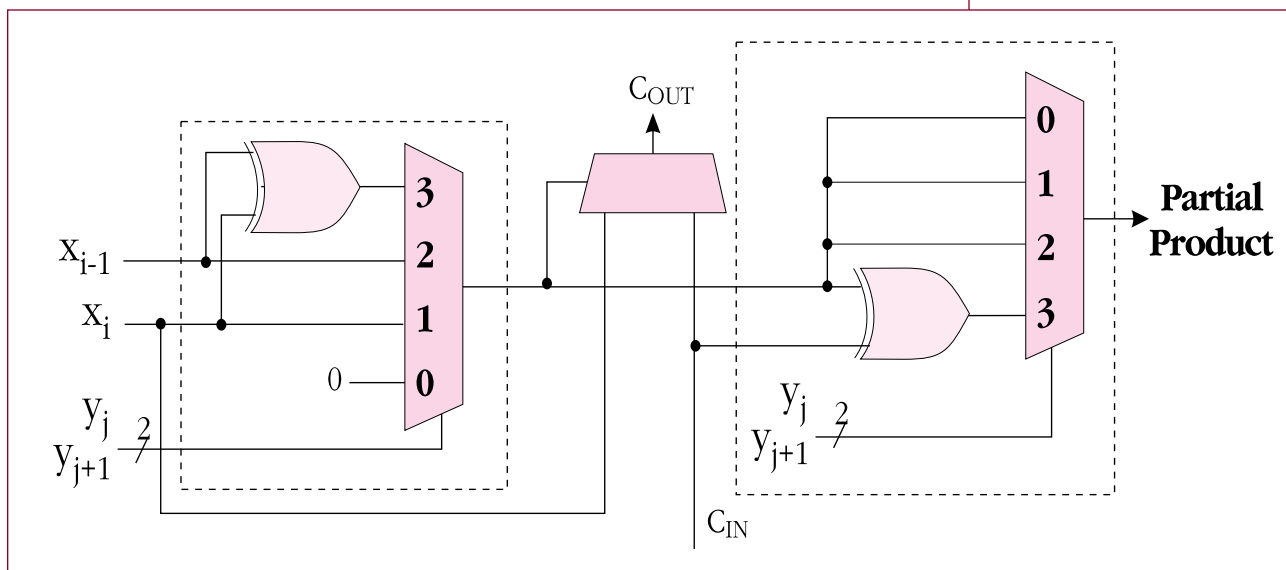 C_OUT
3
2
1
0
x_i-1
x_i
0
y_j
y_j+1
2
C_IN
0
1
2
3
y_j
y_j+1
2
Partial
Product